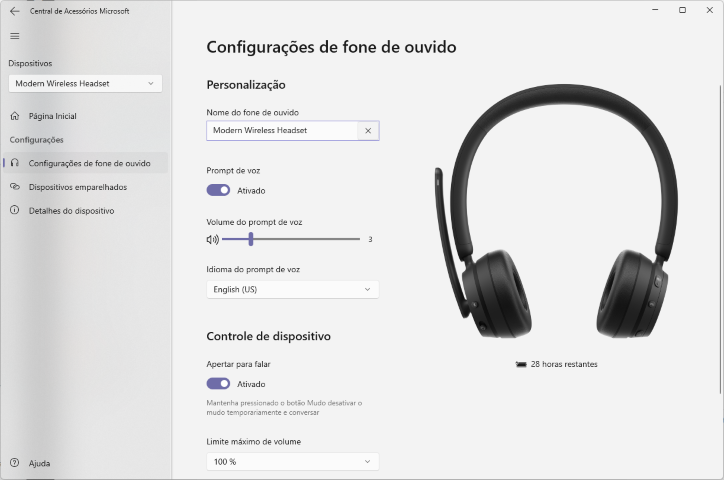 Central de Acessórios Microsoft
Dispositivos
Modern Wireless Headset
Página Inicial
Configurações
Configurações de fone de ouvido
Dispositivos emparelhados
Detalhes do dispositivo
Ajuda
Configurações de fone de ouvido
Personalização
Nome do fone de ouvido
Modern Wireless Headset
Prompt de voz
Ativado
Volume do prompt de voz
3
Idioma do prompt de voz
English (US)
Controle de dispositivo
Apertar para falar
Ativado
Mantenha pressionado o botão Mudo desativar o
mudo temporariamente e conversar
Limite máximo de volume
100 %
28 horas restantes